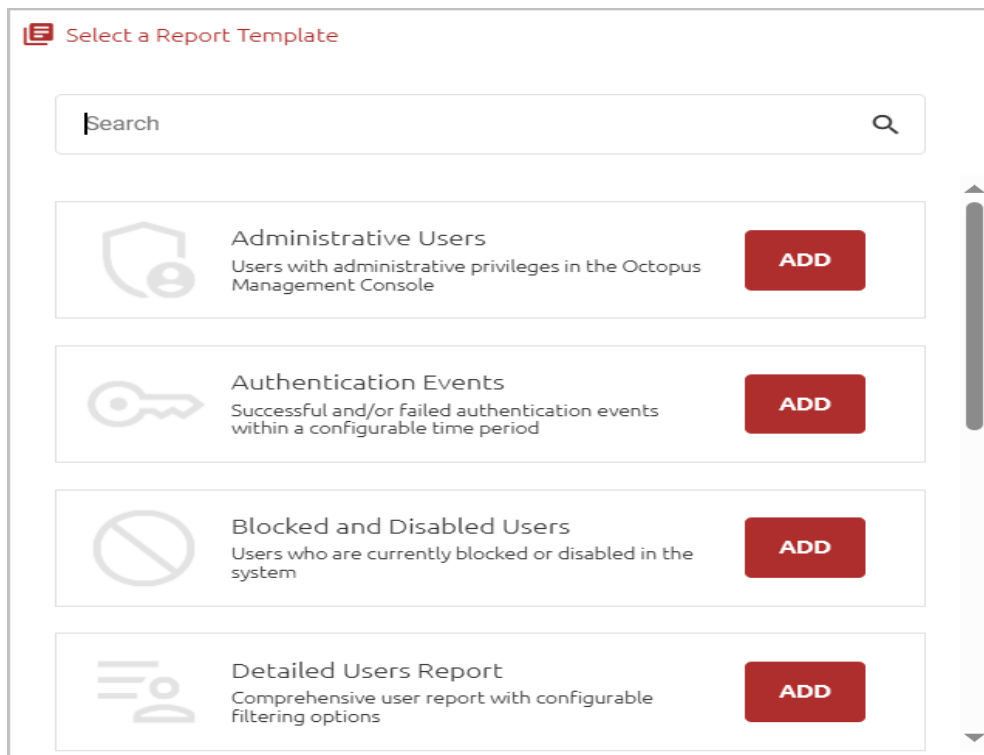 Select a Report Template
Search
Administrative Users
Users with administrative privileges in the Octopus
Management Console
ADD
Authentication Events
Successful and/or failed authentication events
within a configurable time period
ADD
Blocked and Disabled Users
Users who are currently blocked or disabled in the
system
ADD
Detailed Users Report
Comprehensive user report with configurable
filtering options
ADD